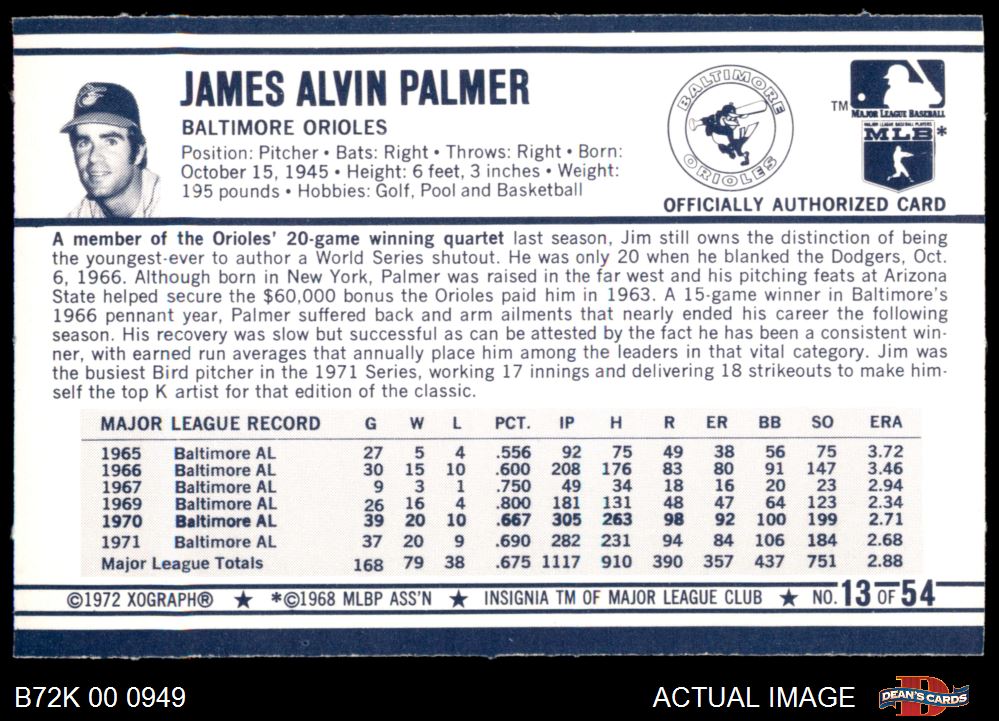 JAMES ALVIN PALMER
BALTIMORE ORIOLES
Position: Pitcher • Bats: Right • Throws: Right • Born:
October 15, 1945 • Height: 6 feet, 3 inches • Weight:
195 pounds • Hobbies: Golf, Pool and Basketball
BALTIMORE
ORIOLES
TM
MAJOR LEAGUE BASEBALL
MAJOR LEAGUE BASEBALL PLAYERS
MLB*
OFFICIALLY AUTHORIZED CARD
A member of the Orioles' 20-game winning quartet last season, Jim still owns the distinction of being
the youngest-ever to author a World Series shutout. He was only 20 when he blanked the Dodgers, Oct.
6, 1966. Although born in New York, Palmer was raised in the far west and his pitching feats at Arizona
State helped secure the $60,000 bonus the Orioles paid him in 1963. A 15-game winner in Baltimore's
1966 pennant year, Palmer suffered back and arm ailments that nearly ended his career the following
season. His recovery was slow but successful as can be attested by the fact he has been a consistent win-
ner, with earned run averages that annually place him among the leaders in that vital category. Jim was
the busiest Bird pitcher in the 1971 Series, working 17 innings and delivering 18 strikeouts to make him-
self the top K artist for that edition of the classic.
MAJOR LEAGUE RECORD G W L PCT. IP H R ER BB SO ERA
1965 Baltimore AL 27 5 4 .556 92 75 49 38 56 75 3.72
1966 Baltimore AL 30 15 10 .600 208 176 83 80 91 147 3.46
1967 Baltimore AL 9 3 1 .750 49 34 18 16 20 23 2.94
1969 Baltimore AL 26 16 4 .800 181 131 48 47 64 123 2.34
1970 Baltimore AL 39 20 10 .667 305 263 98 92 100 199 2.71
1971 Baltimore AL 37 20 9 .690 282 231 94 84 106 184 2.68
Major League Totals 168 79 38 .675 1117 910 390 357 437 751 2.88
©1972 XOGRAPH® ★ *©1968 MLBP ASS'N ★ INSIGNIA TM OF MAJOR LEAGUE CLUB ★ NO. 13 OF 54
B72K 00 0949
ACTUAL IMAGE
DEAN'S CARDS